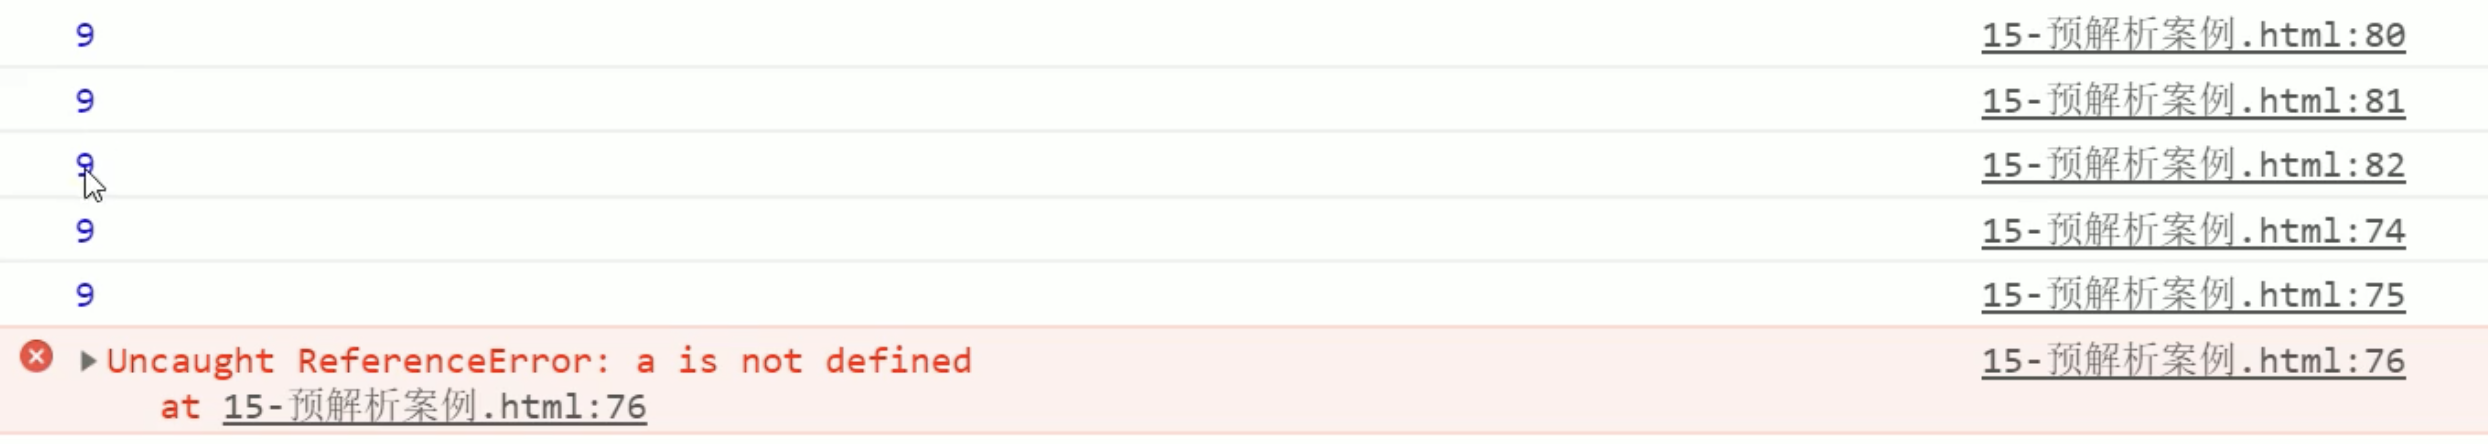 9 15-预解析案例.html:80
9 15-预解析案例.html:81
9 15-预解析案例.html:82
9 15-预解析案例.html:74
9 15-预解析案例.html:75
Uncaught ReferenceError: a is not defined 15-预解析案例.html:76
at 15-预解析案例.html:76